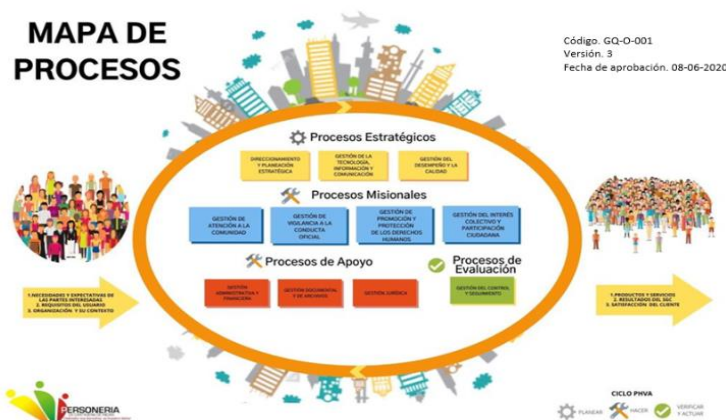 MAPA DE
PROCESOS
Código. GQ-O-001
Versión. 3
Fecha de aprobación. 08-06-2020
Procesos Estratégicos
DIRECCIONAMIENTO
Y PLANEACIÓN
ESTRATÉGICA
GESTIÓN DE LA
TECNOLOGÍA,
INFORMACIÓN Y
COMUNICACIÓN
GESTIÓN DEL
DESEMPEÑO Y LA
CALIDAD
Procesos Misionales
GESTIÓN DE
ATENCIÓN A LA
COMUNIDAD
GESTIÓN DE
VIGILANCIA A LA
CONDUCTA
OFICIAL
GESTIÓN DE
PROMOCIÓN Y
PROTECCIÓN
DE LOS DERECHOS
HUMANOS
GESTIÓN DEL INTERÉS
COLECTIVO Y
PARTICIPACIÓN
CIUDADANA
Procesos de Apoyo
GESTIÓN
ADMINISTRATIVA Y
FINANCIERA
GESTIÓN DOCUMENTAL
Y DE ARCHIVO
GESTIÓN JURÍDICA
Procesos de
Evaluación
GESTIÓN DEL CONTROL
Y SEGUIMIENTO
1.NECESIDADES Y EXPECTATIVAS DE
LAS PARTES INTERESADAS
2. REQUISITOS DEL USUARIO
3. ORGANIZACIÓN Y SU CONTEXTO
1.PRODUCTOS Y SERVICIOS
2. RESULTADOS DEL SGC
3. SATISFACCIÓN DEL CLIENTE
PERSONERIA
CICLO PHVA
PLANEAR
HACER
VERIFICAR
Y ACTUAR